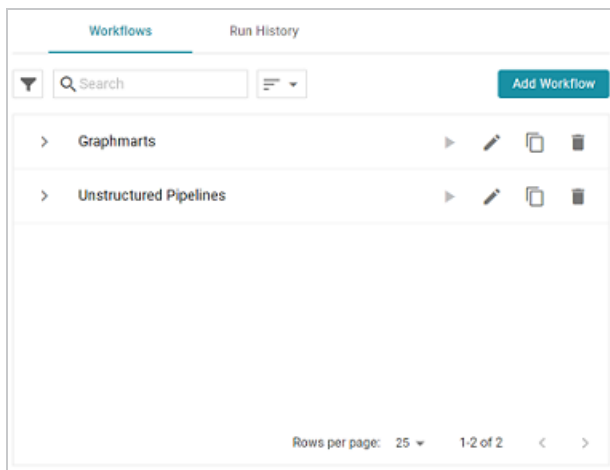 Workflows Run History
Search Add Workflow
Graphmarts
Unstructured Pipelines
Rows per page: 25 1-2 of 2